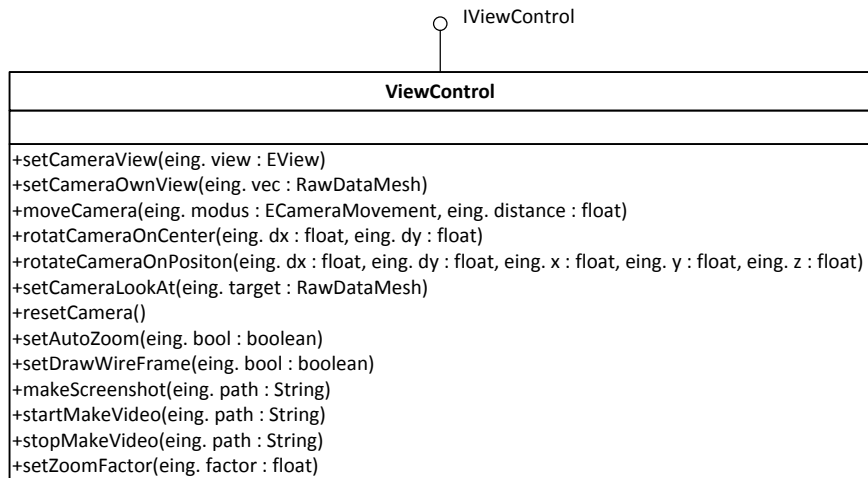 IViewControl
ViewControl
+setCameraView(eing. view : EView)
+setCameraOwnView(eing. vec : RawDataMesh)
+moveCamera(eing. modus : ECameraMovement, eing. distance : float)
+rotatCameraOnCenter(eing. dx : float, eing. dy : float)
+rotateCameraOnPositon(eing. dx : float, eing. dy : float, eing. x : float, eing. y : float, eing. z : float)
+setCameraLookAt(eing. target : RawDataMesh)
+resetCamera()
+setAutoZoom(eing. bool : boolean)
+setDrawWireFrame(eing. bool : boolean)
+makeScreenshot(eing. path : String)
+startMakeVideo(eing. path : String)
+stopMakeVideo(eing. path : String)
+setZoomFactor(eing. factor : float)